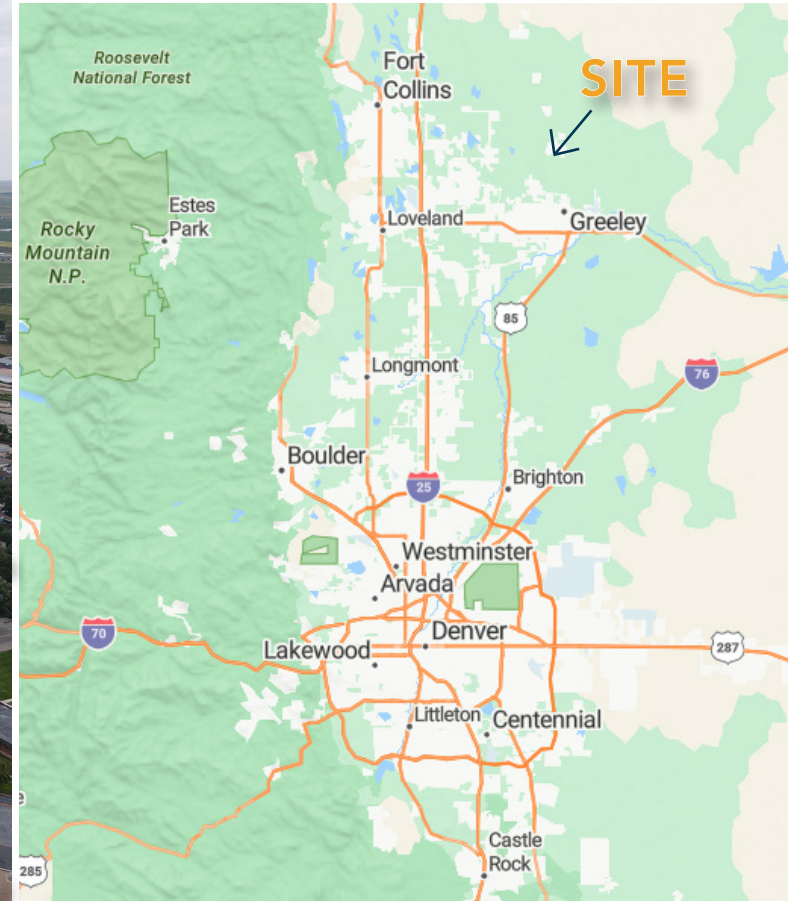 Roosevelt
National Forest
Fort
Collins
SITE
Estes
Park
Rocky
Mountain
N.P.
Loveland
Greeley
85
Longmont
76
Boulder
25
Brighton
Westminster
Arvada
70
Denver
Lakewood
287
Littleton
Centennial
e
Castle
Rock
285